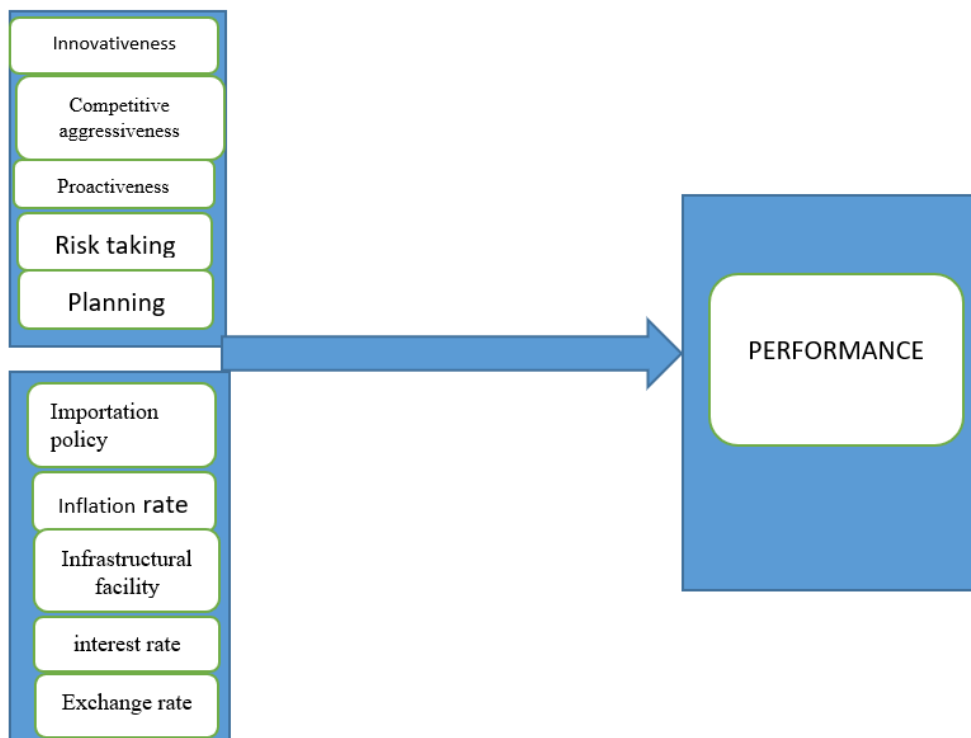 Innovativeness
Competitive
aggressiveness
Proactiveness
Risk taking
Planning
Importation
policy
Inflation rate
Infrastructural
facility
interest rate
Exchange rate
PERFORMANCE